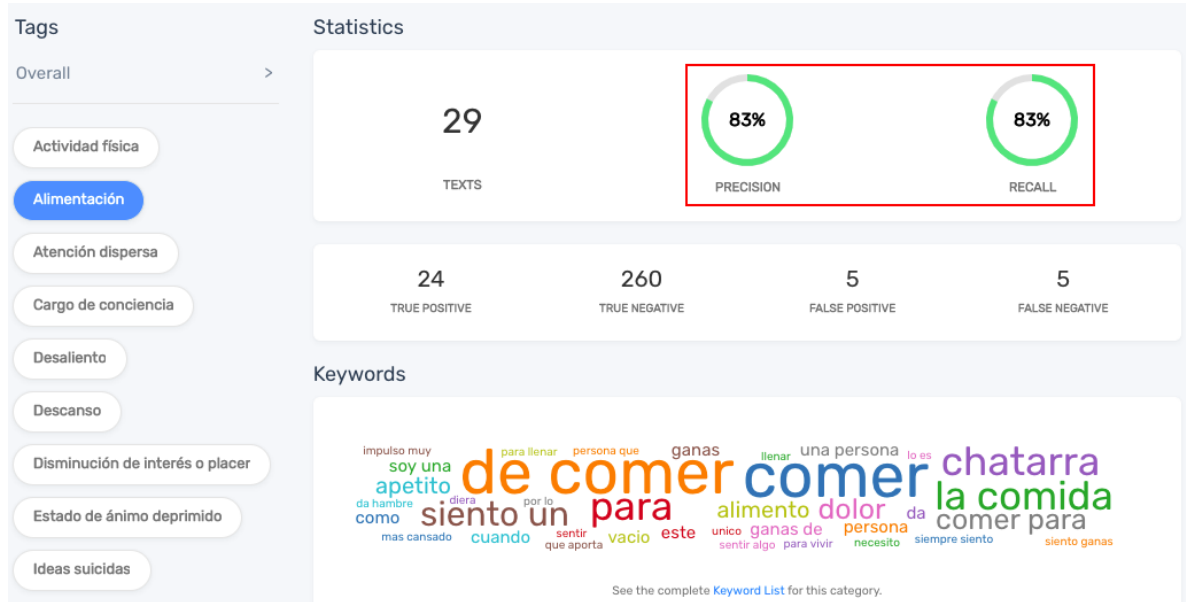 Tags
Overall >
Actividad física
Alimentación
Atención dispersa
Cargo de conciencia
Desaliento
Descanso
Disminución de interés o placer
Estado de ánimo deprimido
Ideas suicidas
Statistics
29
TEXTS
83%
PRECISION
83%
RECALL
24
TRUE POSITIVE
260
TRUE NEGATIVE
5
FALSE POSITIVE
5
FALSE NEGATIVE
Keywords
impulso muy
para llenar
persona que
ganas
llenar
una persona
lo es
soy una
de comer
comer
chatarra
apetito
la comida
da hambre
diera
por lo
para
alimento
dolor
da
como
siento un
comer para
mas cansado
cuando
sentir
que aporta
vacio
este
unico
ganas de
persona
sentir algo
para vivir
necesito
siempre siento
siento ganas
See the complete Keyword List for this category.